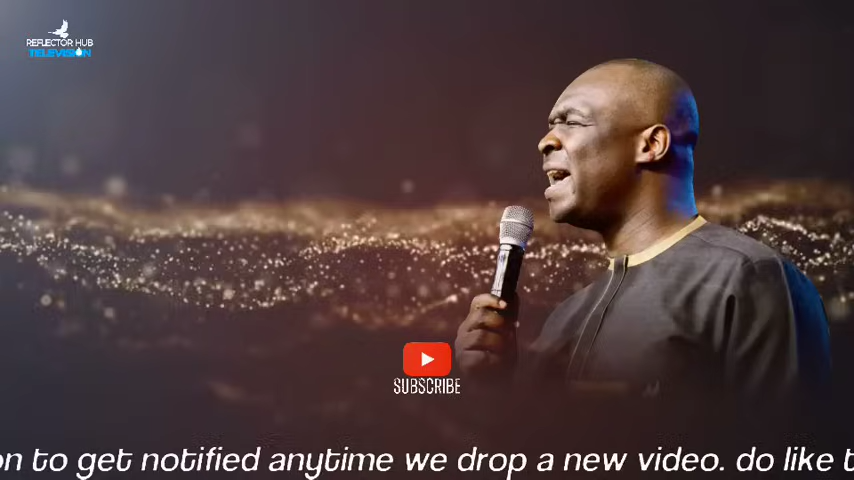 REFLECTOR HUB
TELEVISION
SUBSCRIBE
on to get notified anytime we drop a new video. do like t